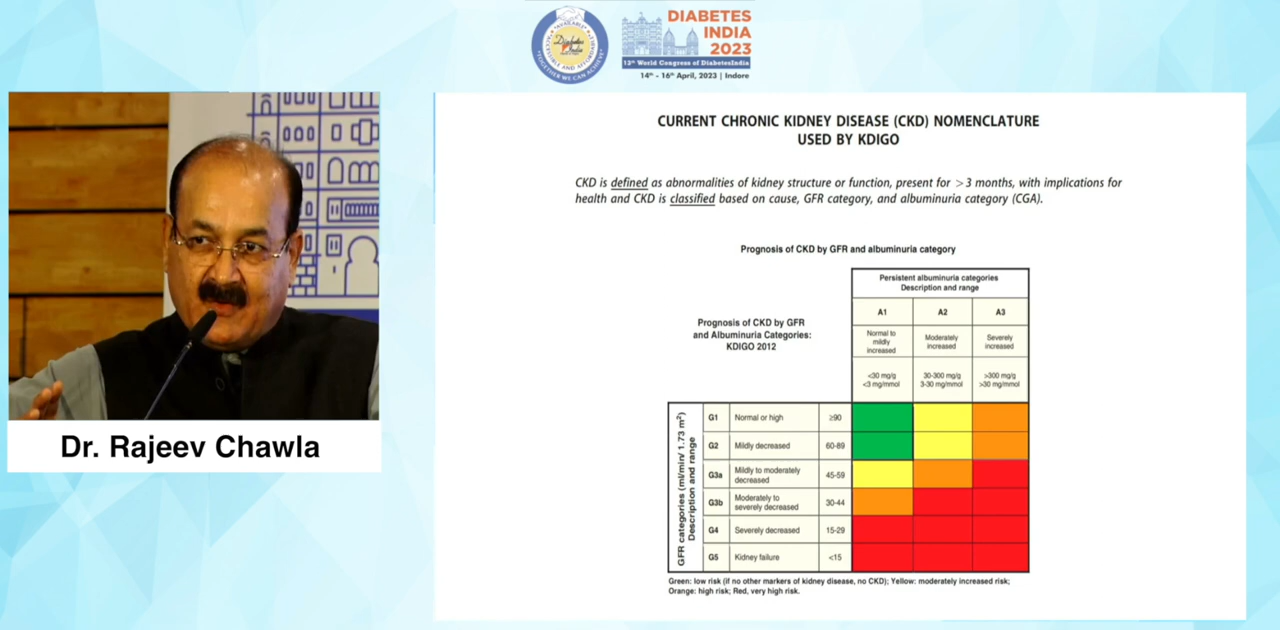 DIABETES
INDIA
2023
13th World Congress of DiabetesIndia
14th - 16th April, 2023 | Indore
Diabetes
India
TOGETHER WE CAN ACHIEVE
Dr. Rajeev Chawla
CURRENT CHRONIC KIDNEY DISEASE (CKD) NOMENCLATURE
USED BY KDIGO
CKD is defined as abnormalities of kidney structure or function, present for >3 months, with implications for
health and CKD is classified based on cause, GFR category, and albuminuria category (CGA).
Prognosis of CKD by GFR and albuminuria category
Prognosis of CKD by GFR
and Albuminuria Categories:
KDIGO 2012
Persistent albuminuria categories
Description and range
A1 A2 A3
Normal to
mildly
increased
Moderately
increased
Severely
increased
<30 mg/g
<3 mg/mmol
30-300 mg/g
3-30 mg/mmol
>300 mg/g
>30 mg/mmol
GFR categories (ml/min/ 1.73 m²)
Description and range
G1 Normal or high ≥90
G2 Mildly decreased 60-89
G3a Mildly to moderately
decreased 45-59
G3b Moderately to
severely decreased 30-44
G4 Severely decreased 15-29
G5 Kidney failure <15
Green: low risk (if no other markers of kidney disease, no CKD); Yellow: moderately increased risk;
Orange: high risk; Red, very high risk.